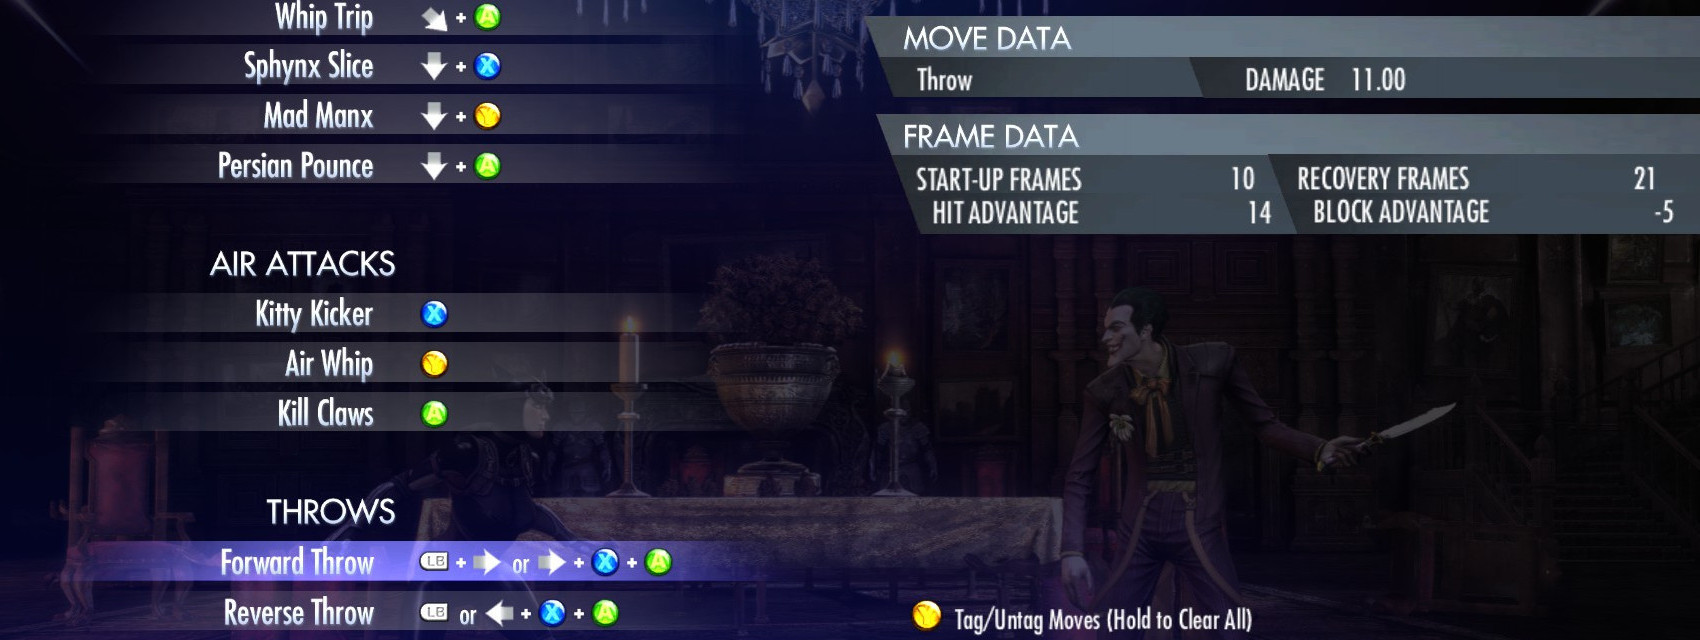 Whip Trip + A
Sphynx Slice + X
Mad Manx + Y
Persian Pounce + A
AIR ATTACKS
Kitty Kicker X
Air Whip Y
Kill Claws A
THROWS
Forward Throw LB + or + X + A
Reverse Throw LB or + X + A
MOVE DATA
Throw DAMAGE 11.00
FRAME DATA
START-UP FRAMES 10 RECOVERY FRAMES 21
HIT ADVANTAGE 14 BLOCK ADVANTAGE -5
Y Tag/Untag Moves (Hold to Clear All)